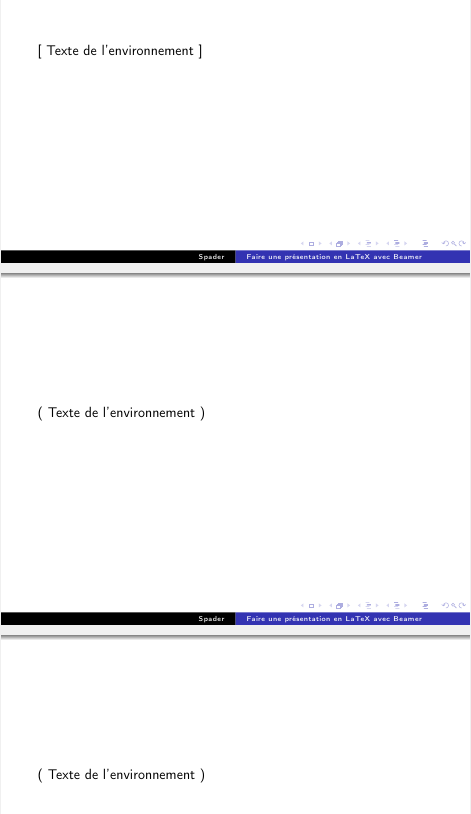 [ Texte de l'environnement ]
Spader
Faire une présentation en LaTeX avec Beamer
( Texte de l'environnement )
Spader
Faire une présentation en LaTeX avec Beamer
( Texte de l'environnement )